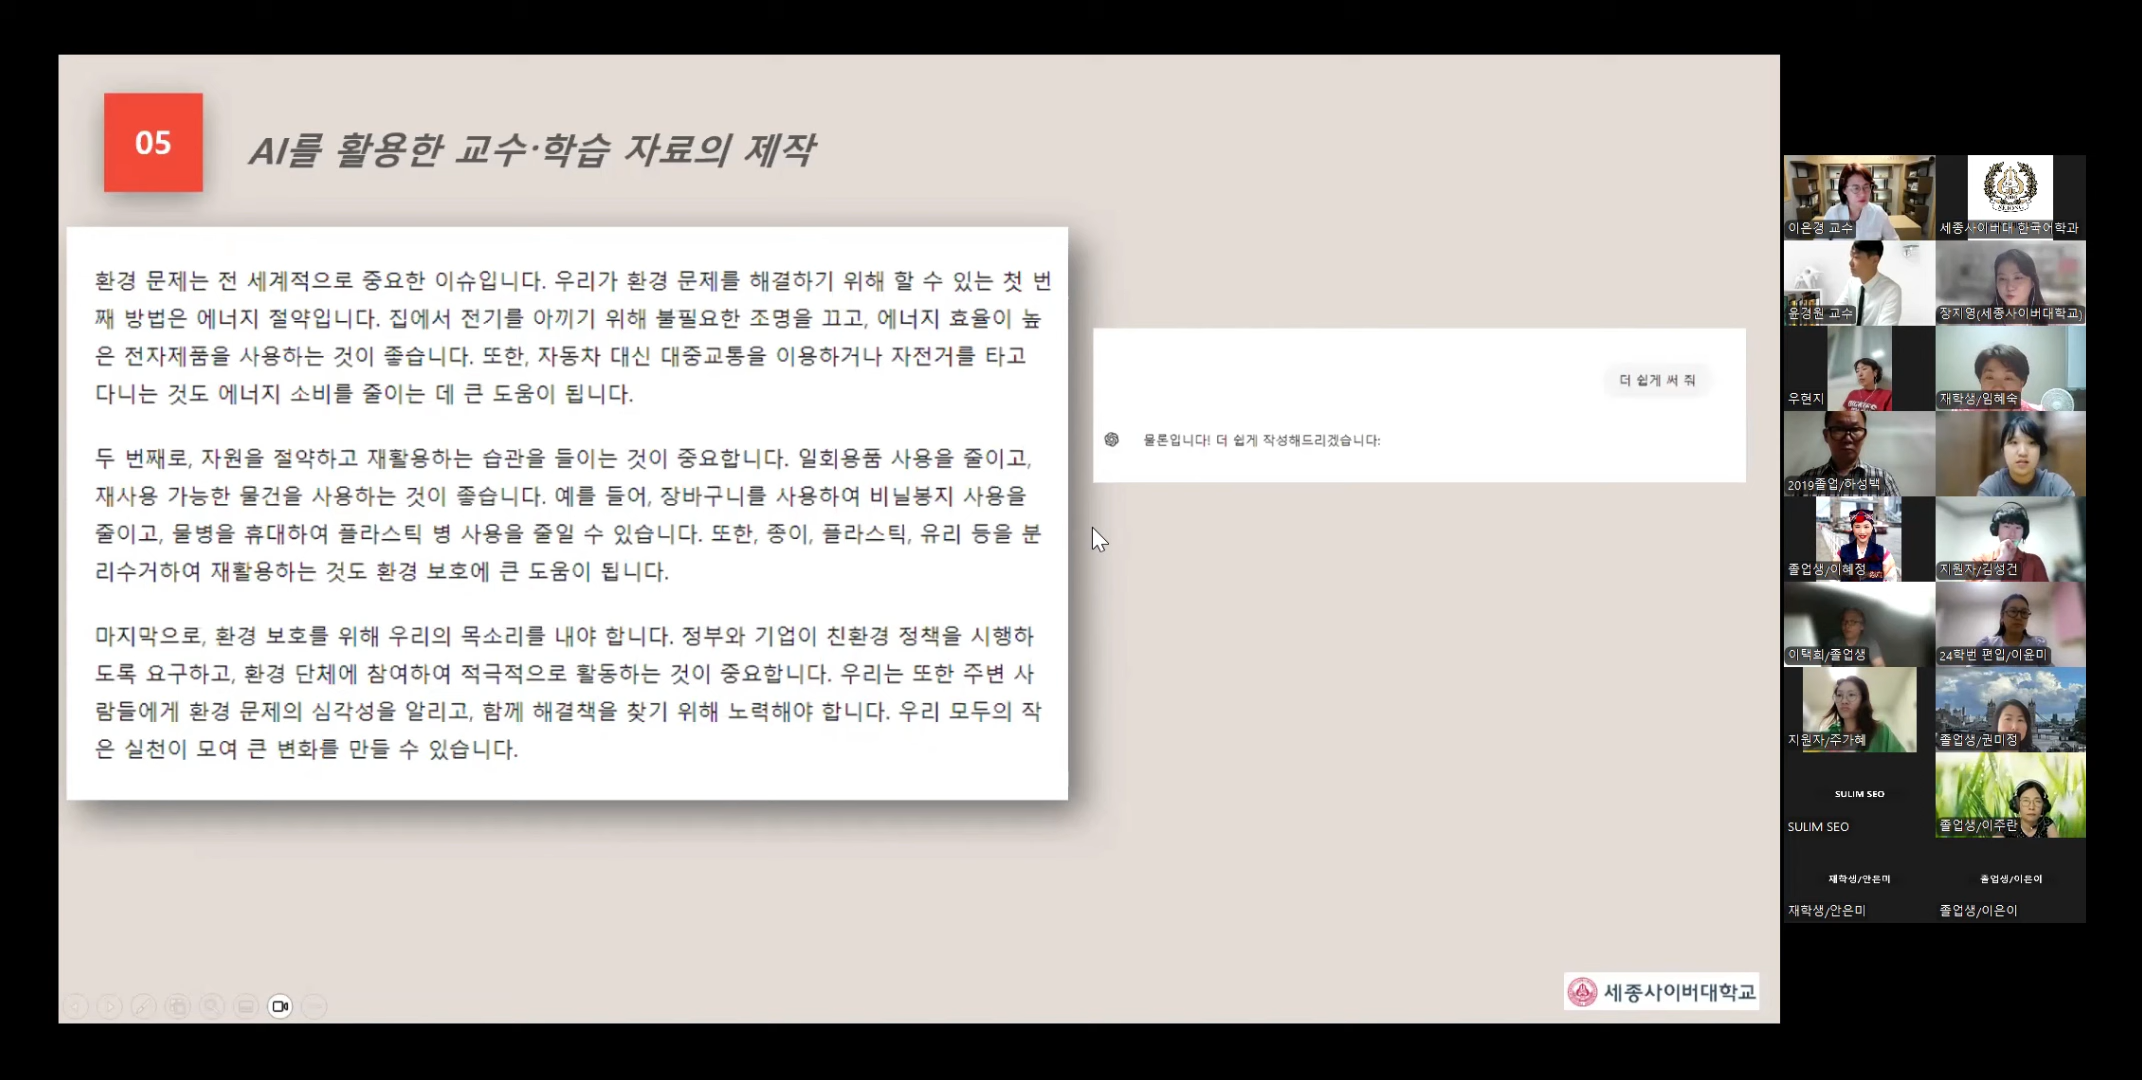 05
AI를 활용한 교수·학습 자료의 제작
환경 문제는 전 세계적으로 중요한 이슈입니다. 우리가 환경 문제를 해결하기 위해 할 수 있는 첫 번
째 방법은 에너지 절약입니다. 집에서 전기를 아끼기 위해 불필요한 조명을 끄고, 에너지 효율이 높
은 전자제품을 사용하는 것이 좋습니다. 또한, 자동차 대신 대중교통을 이용하거나 자전거를 타고
다니는 것도 에너지 소비를 줄이는 데 큰 도움이 됩니다.
두 번째로, 자원을 절약하고 재활용하는 습관을 들이는 것이 중요합니다. 일회용품 사용을 줄이고,
재사용 가능한 물건을 사용하는 것이 좋습니다. 예를 들어, 장바구니를 사용하여 비닐봉지 사용을
줄이고, 물병을 휴대하여 플라스틱 병 사용을 줄일 수 있습니다. 또한, 종이, 플라스틱, 유리 등을 분
리수거하여 재활용하는 것도 환경 보호에 큰 도움이 됩니다.
마지막으로, 환경 보호를 위해 우리의 목소리를 내야 합니다. 정부와 기업이 친환경 정책을 시행하
도록 요구하고, 환경 단체에 참여하여 적극적으로 활동하는 것이 중요합니다. 우리는 또한 주변 사
람들에게 환경 문제의 심각성을 알리고, 함께 해결책을 찾기 위해 노력해야 합니다. 우리 모두의 작
은 실천이 모여 큰 변화를 만들 수 있습니다.
더 쉽게 써 줘
물론입니다! 더 쉽게 작성해드리겠습니다:
세종사이버대학교
이은경 교수
세종사이버대 한국어학과
윤경원 교수
장지영(세종사이버대학교)
우현지
재학생/임혜숙
2019졸업/하성백
졸업생/이혜정
지원자/김성건
이택희/졸업생
24학번 편입/이윤미
지원자/주가혜
졸업생/권미정
SULIM SEO
SULIM SEO
졸업생/이주란
재학생/안은미
졸업생/이은이
재학생/안은미
졸업생/이은이